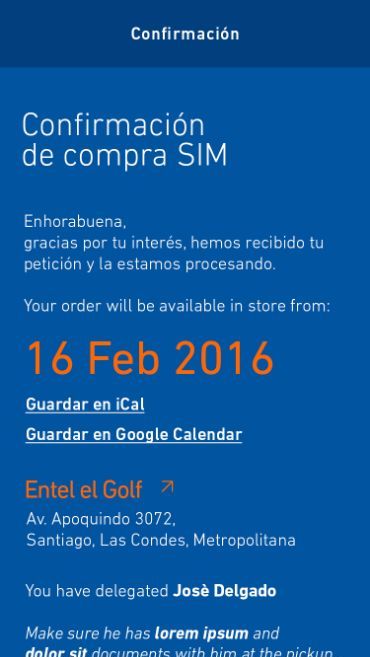 Confirmación
Confirmación
de compra SIM
Enhorabuena,
gracias por tu interés, hemos recibido tu
petición y la estamos procesando.
Your order will be available in store from:
16 Feb 2016
Guardar en iCal
Guardar en Google Calendar
Entel el Golf
Av. Apoquindo 3072,
Santiago, Las Condes, Metropolitana
You have delegated Josè Delgado
Make sure he has lorem ipsum and
dolor sit documents with him at the pickup